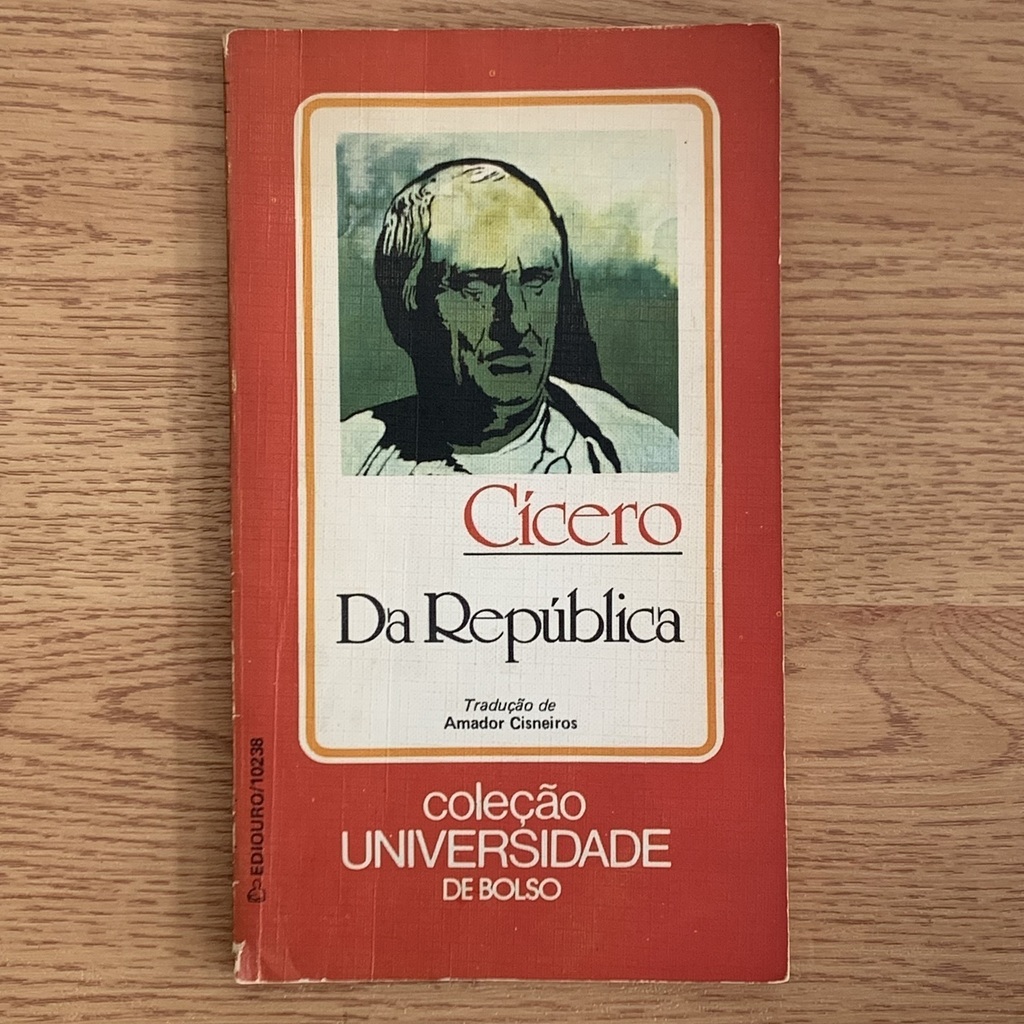 Cícero
Da República
Tradução de
Amador Cisneiros
coleção
UNIVERSIDADE
DE BOLSO
EDIOURO/10238